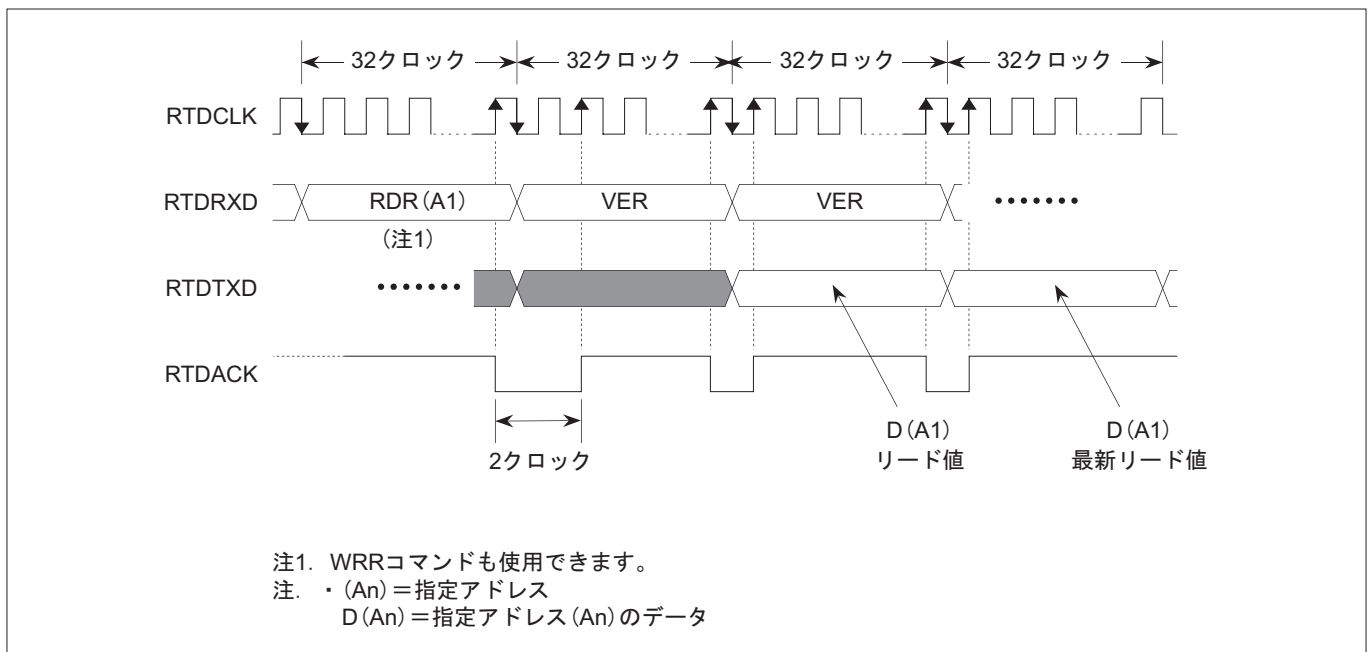 32クロック 32クロック 32クロック 32クロック
RTDCLK
RTDRXD RDR(A1) VER VER •••••••
(注1)
RTDTXD •••••••
RTDACK
2クロック
D(A1) D(A1)
リード値 最新リード値
注1. WRRコマンドも使用できます。
注. ・(An)=指定アドレス
D(An)=指定アドレス(An)のデータ